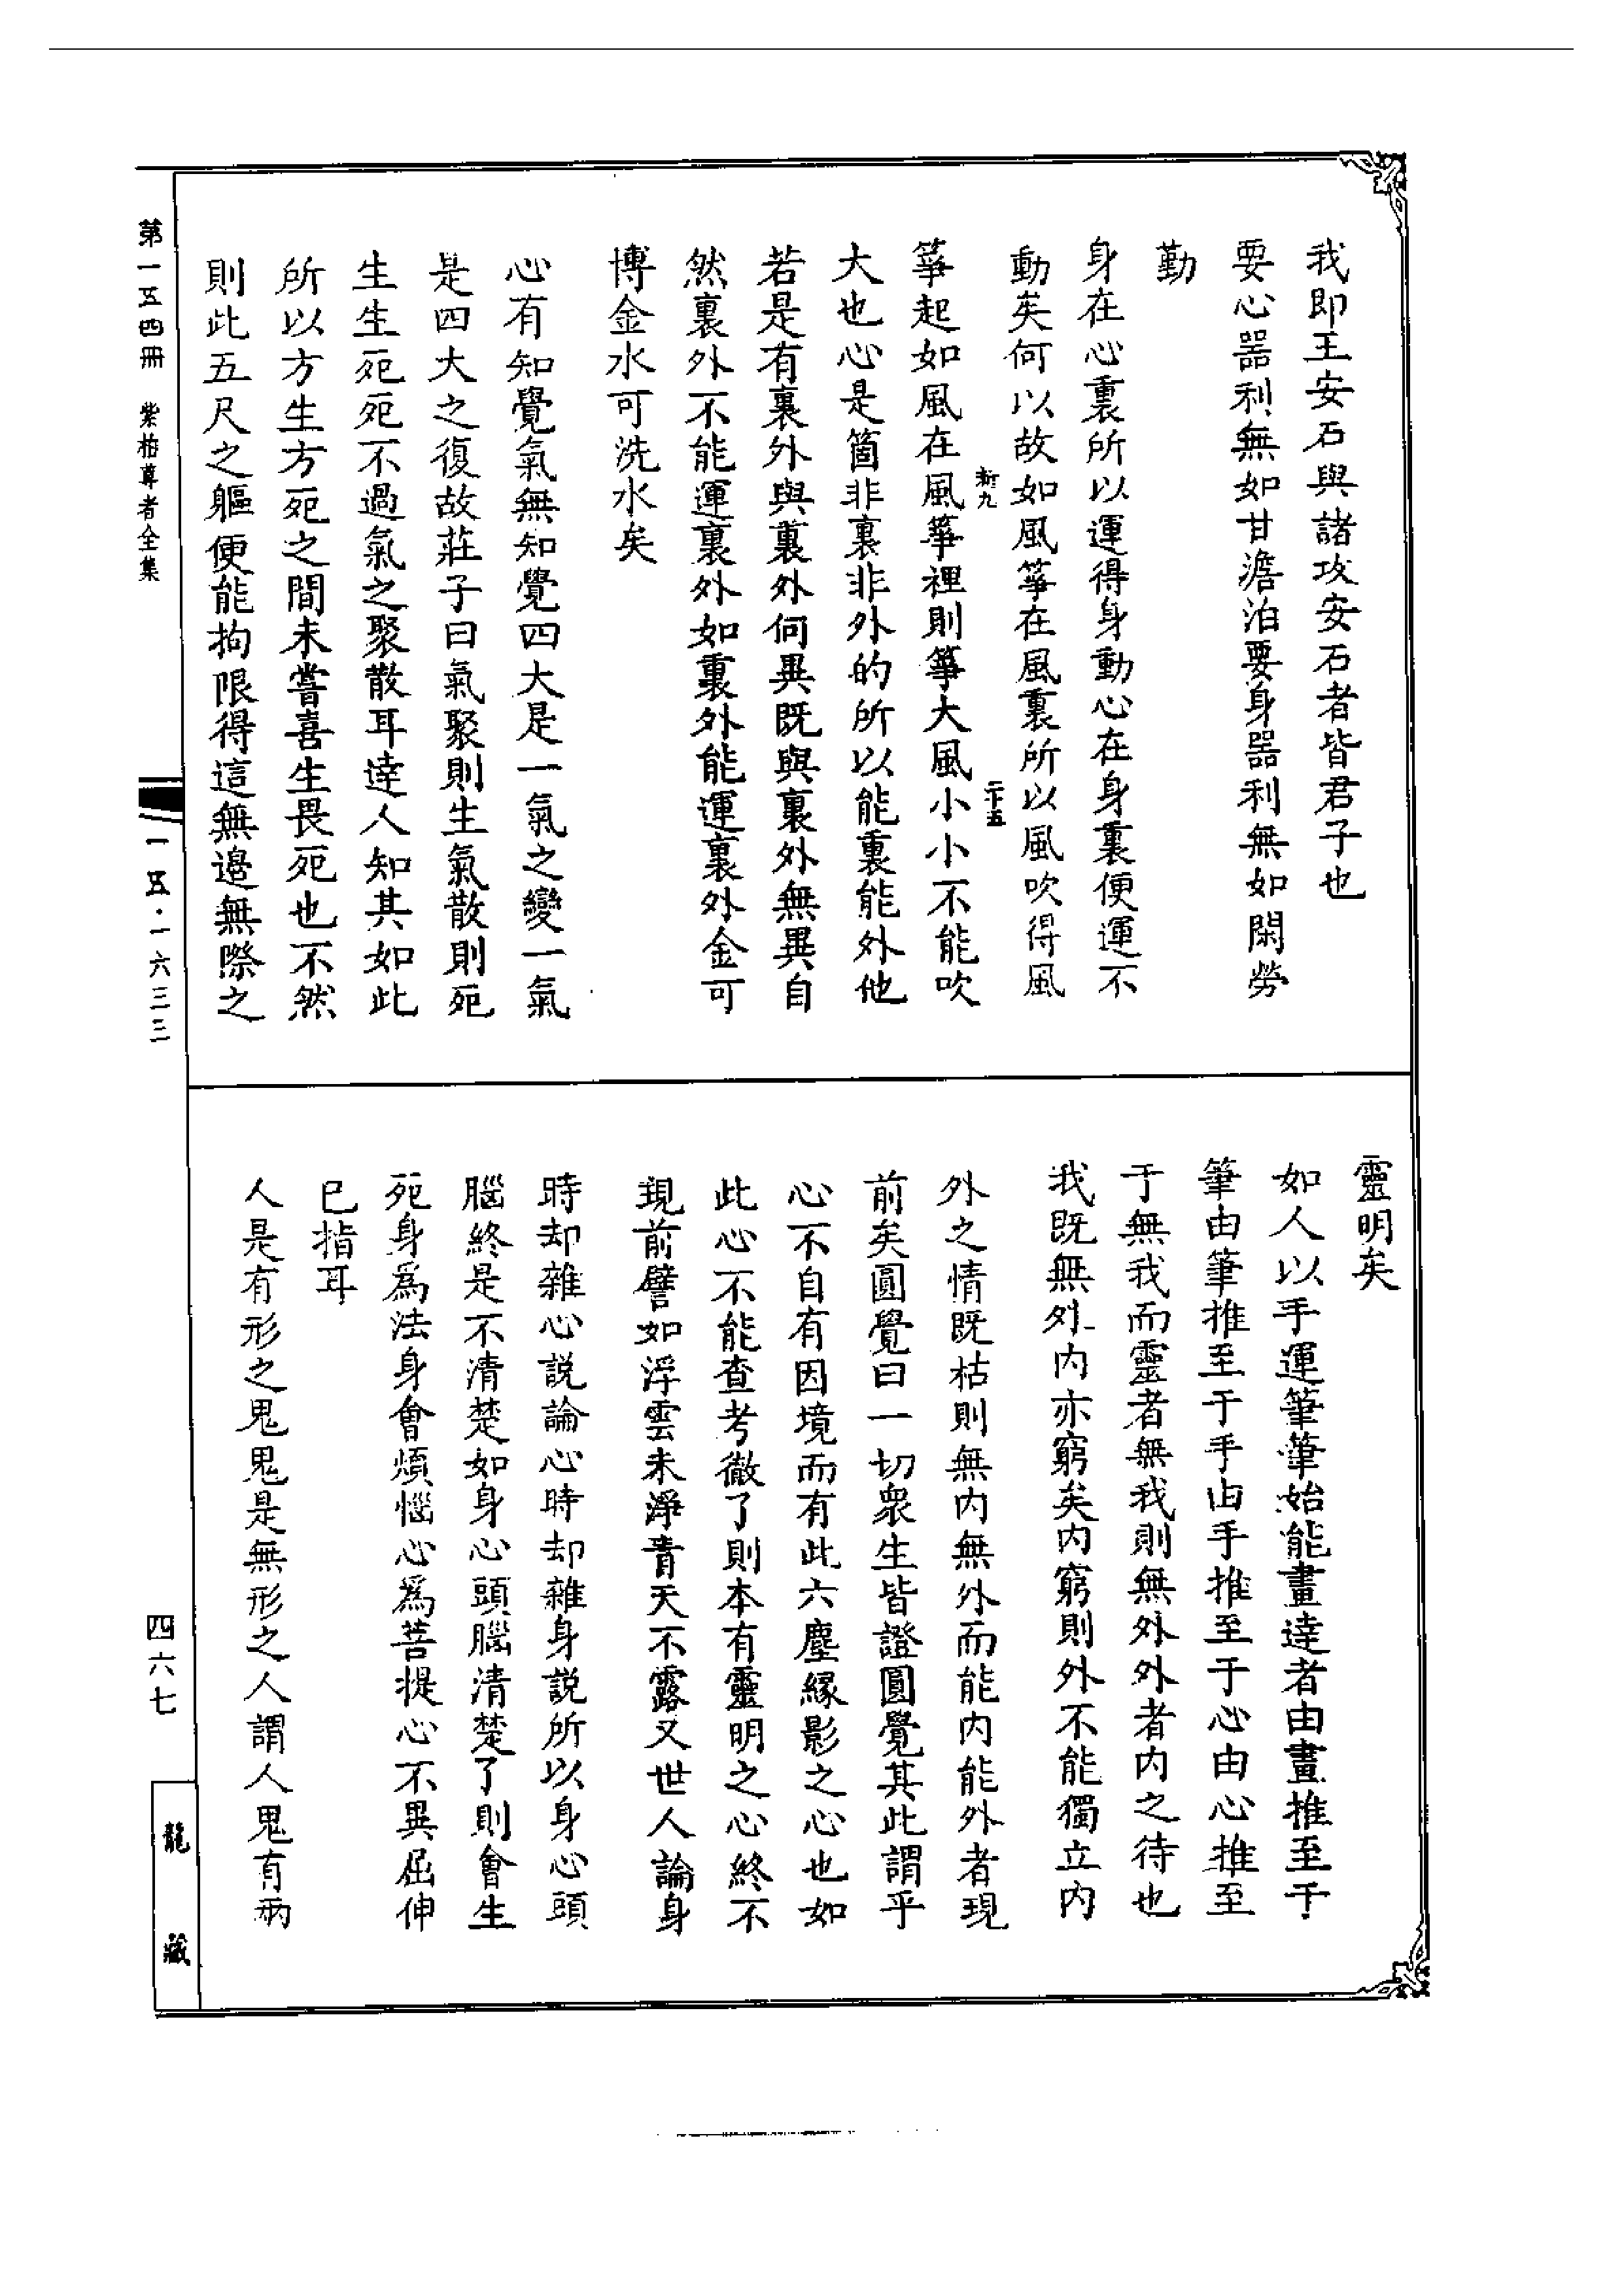 我即王安石與諸攻安石者皆君子也
要心器利無如甘澹泊要身器利無如閑勞
勤
身在心裏所以運得身動心在身裏便運不
動矣何以故如風箏在風裏所以風吹得風
箏起如風在風箏裡則箏大風小小不能吹
大也心是箇非裏非外的所以能裏能外他
若是有裏外與裏外何異既與裏外無異自
然裏外不能運裏外如裏外能運裏外金可
博金水可洗水矣
心有知覺氣無知覺四大是一氣之變一氣
是四大之復故莊子曰氣聚則生氣散則死
生生死死不過氣之聚散耳達人知其如此
所以方生方死之間未嘗喜生畏死也不然
則此五尺之軀便能拘限得這無邊無際之
靈明矣
如人以手運筆筆始能畫達者由畫推至于
筆由筆推至于手由手推至于心由心推至
于無我而靈者無我則無外外者內之待也
我既無外內亦窮矣內窮則外不能獨立內
外之情既枯則無內無外而能內能外者現
前矣圓覺曰一切眾生皆證圓覺其此謂乎
心不自有因境而有此六塵緣影之心也如
此心不能查考徹了則本有靈明之心終不
現前譬如浮雲未淨青天不露又世人論身
時却雜心說論心時却雜身說所以身心頭
腦終是不清楚如身心頭腦清楚了則會生
死身為法身會煩惱心為菩提心不異屈伸
已指耳
人是有形之鬼鬼是無形之人謂人鬼有兩
第一五四冊 紫柏尊者全集
一五·一六三三
四六七
龍藏
二十五